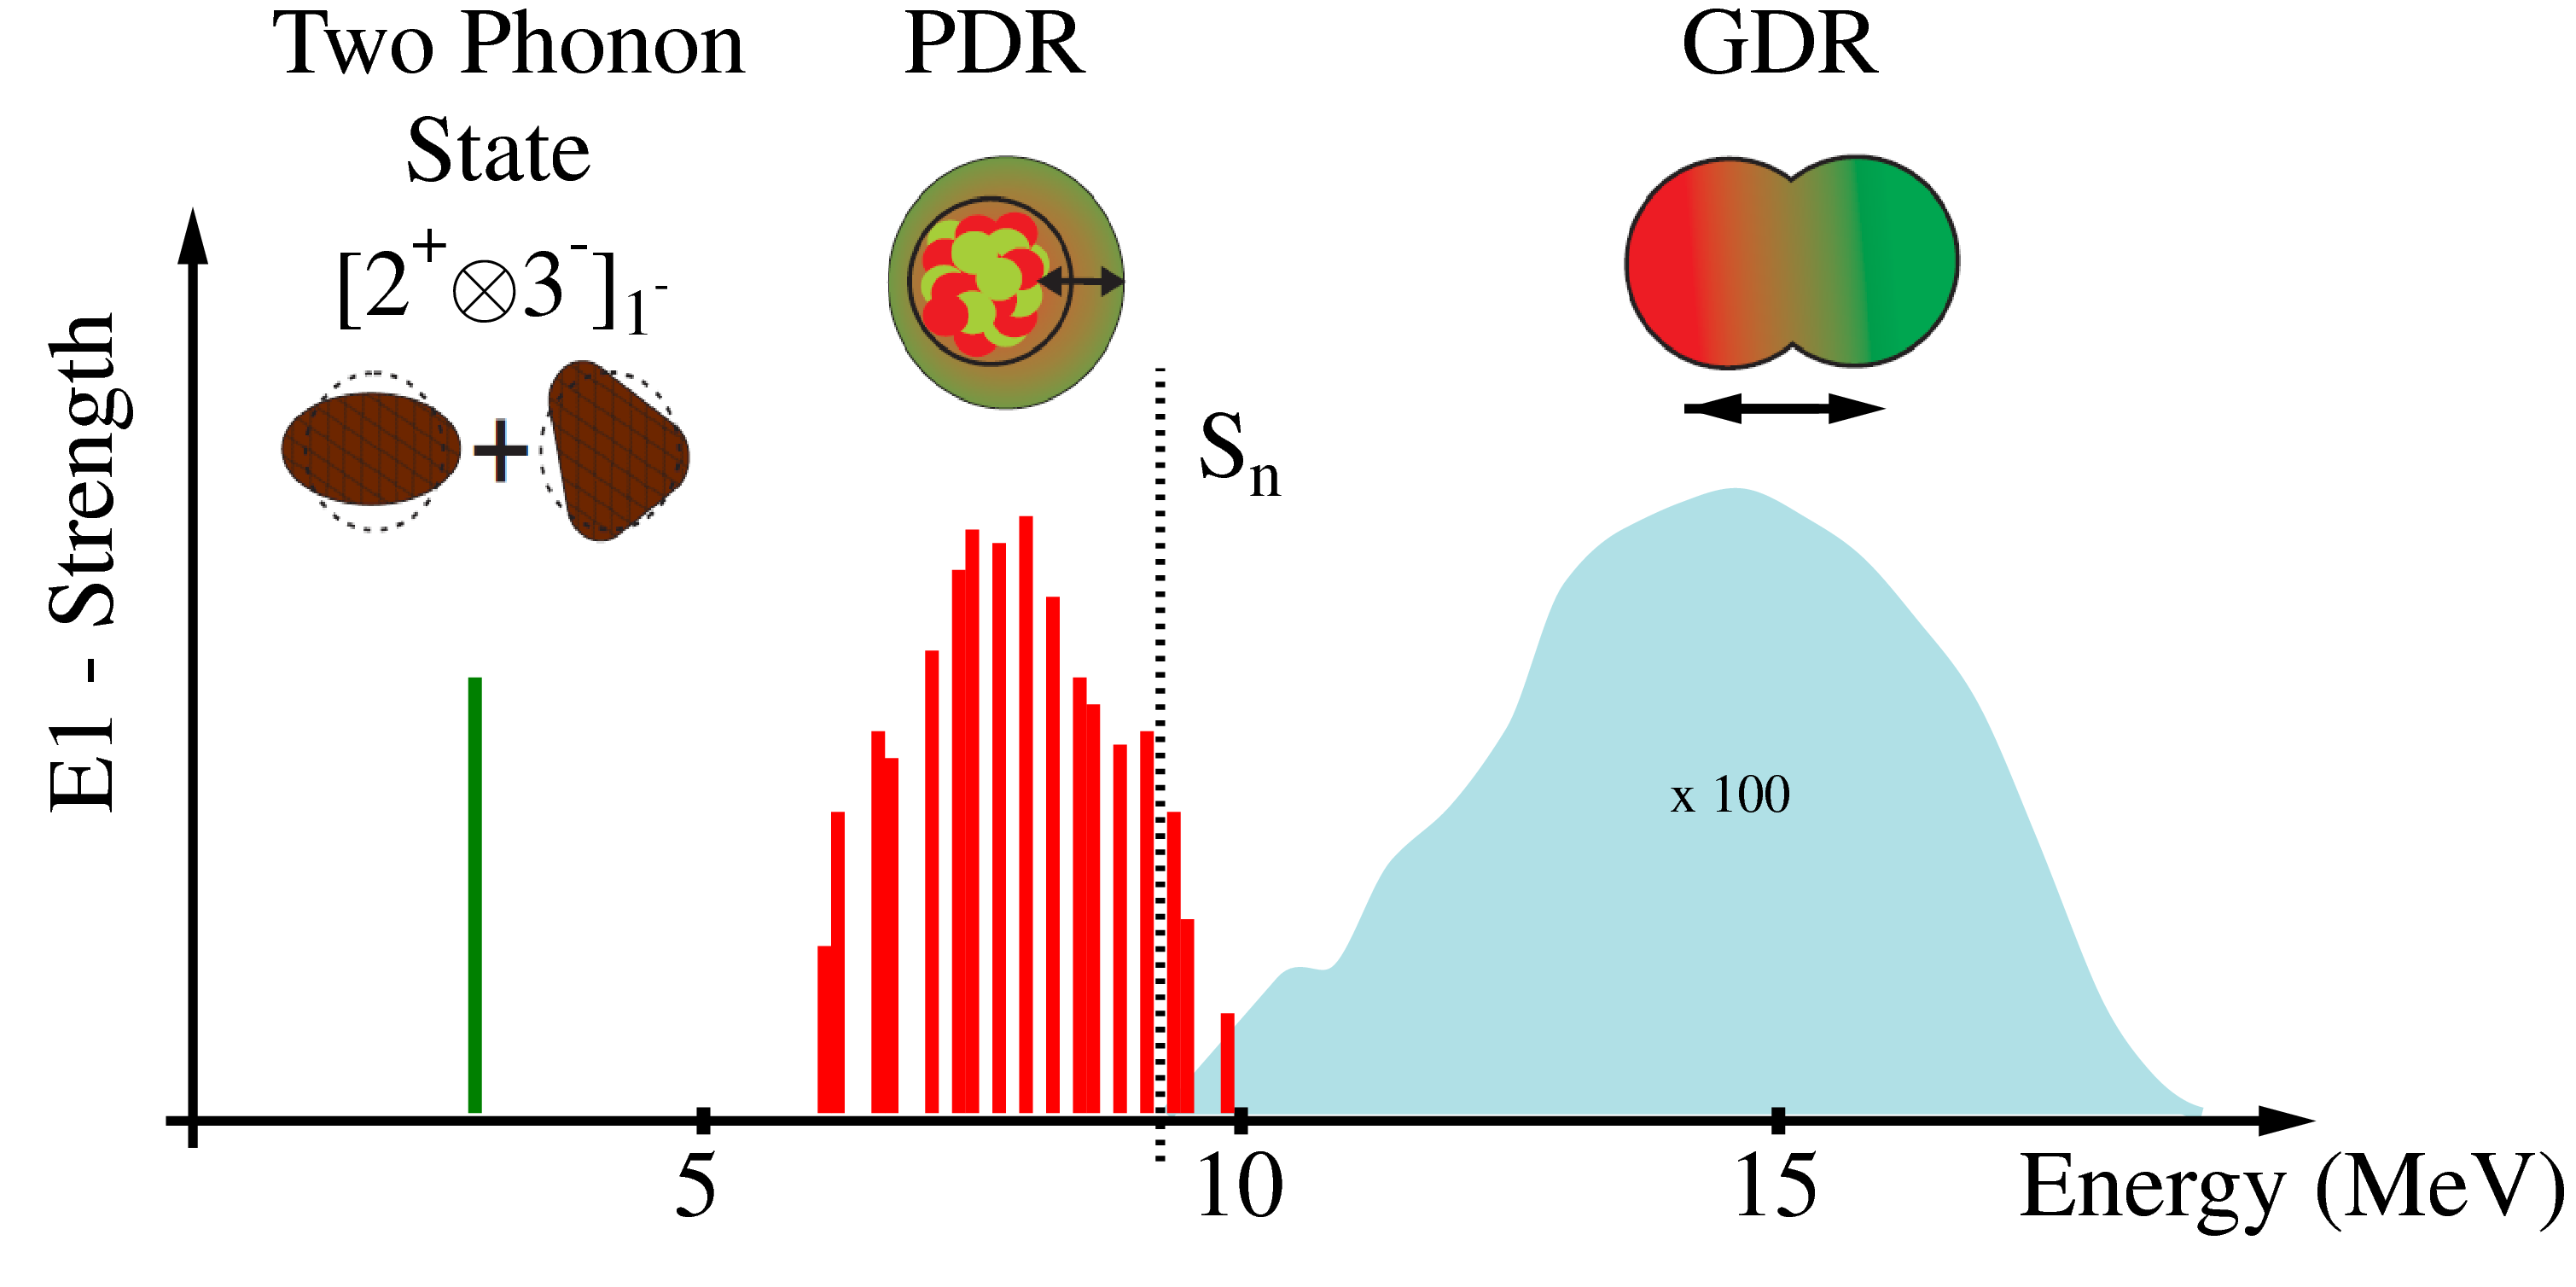 Two Phonon
State
[2⁺⊗3⁻]₁-
PDR
GDR
Sₙ
E1 - Strength
x 100
5
10
15
Energy (MeV)